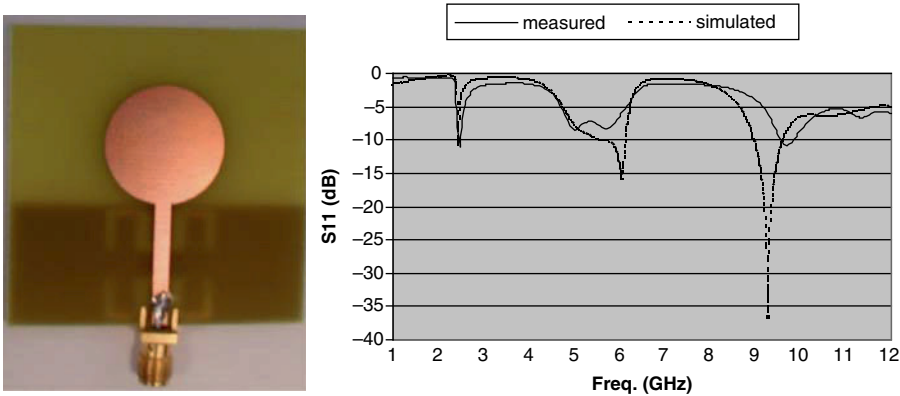 measured simulated
0
–5
–10
–15
–20
–25
–30
–35
–40
S11 (dB)
1 2 3 4 5 6 7 8 9 10 11 12
Freq. (GHz)